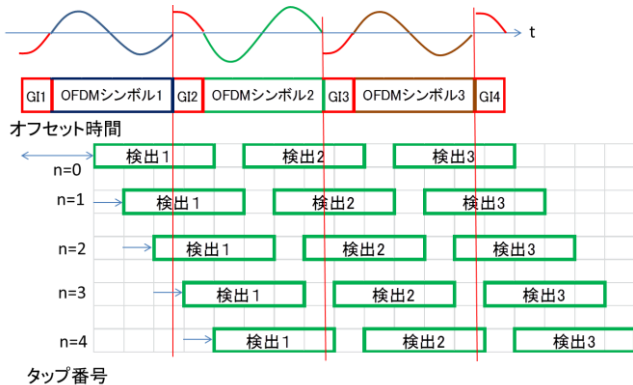 t
GI1 OFDMシンボル1 GI2 OFDMシンボル2 GI3 OFDMシンボル3 GI4
オフセット時間
n=0 検出1 検出2 検出3
n=1 検出1 検出2 検出3
n=2 検出1 検出2 検出3
n=3 検出1 検出2 検出3
n=4 検出1 検出2 検出3
タップ番号